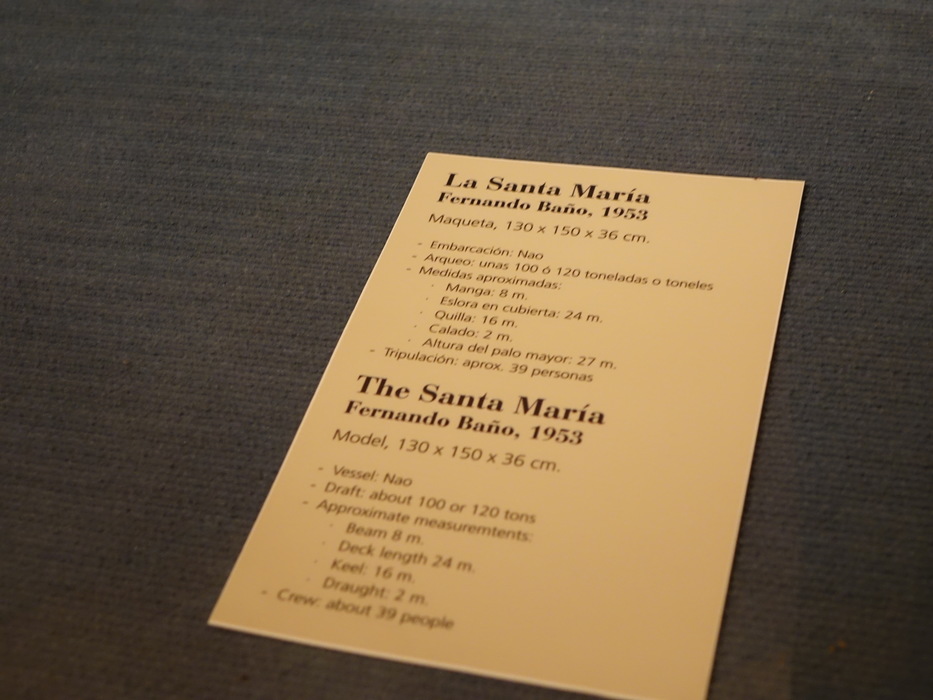 La Santa María
Fernando Baño, 1953
Maqueta, 130 x 150 x 36 cm.
- Embarcación: Nao
- Arqueo: unas 100 ó 120 toneladas o toneles
- Medidas aproximadas:
· Manga: 8 m.
· Eslora en cubierta: 24 m.
· Quilla: 16 m.
· Calado: 2 m.
· Altura del palo mayor: 27 m.
- Tripulación: aprox. 39 personas
The Santa María
Fernando Baño, 1953
Model, 130 x 150 x 36 cm.
- Vessel: Nao
- Draft: about 100 or 120 tons
- Approximate measuremtents:
· Beam 8 m.
· Deck length 24 m.
· Keel: 16 m.
· Draught: 2 m.
- Crew: about 39 people